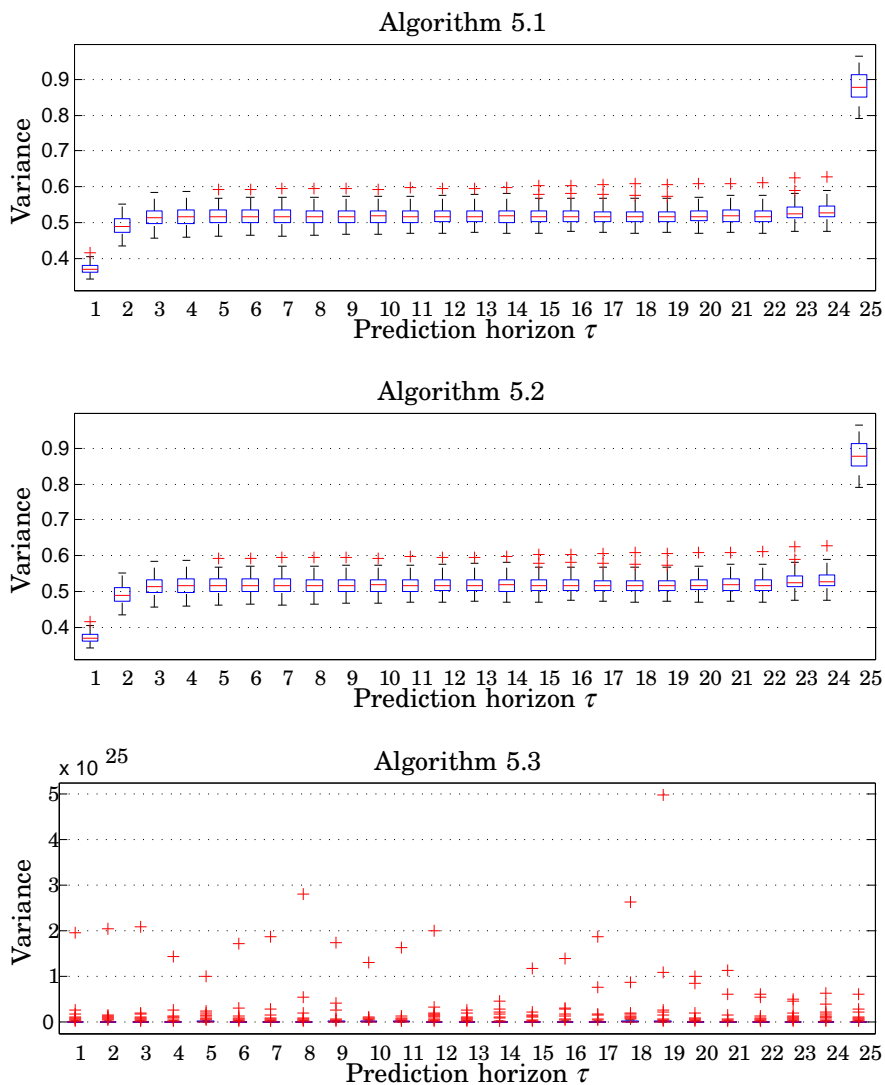 Algorithm 5.1
Variance
0.9
0.8
0.7
0.6
0.5
0.4
1 2 3 4 5 6 7 8 9 10 11 12 13 14 15 16 17 18 19 20 21 22 23 24 25
Prediction horizon τ
Algorithm 5.2
Variance
0.9
0.8
0.7
0.6
0.5
0.4
1 2 3 4 5 6 7 8 9 10 11 12 13 14 15 16 17 18 19 20 21 22 23 24 25
Prediction horizon τ
x 10 25
Algorithm 5.3
Variance
5
4
3
2
1
0
1 2 3 4 5 6 7 8 9 10 11 12 13 14 15 16 17 18 19 20 21 22 23 24 25
Prediction horizon τ